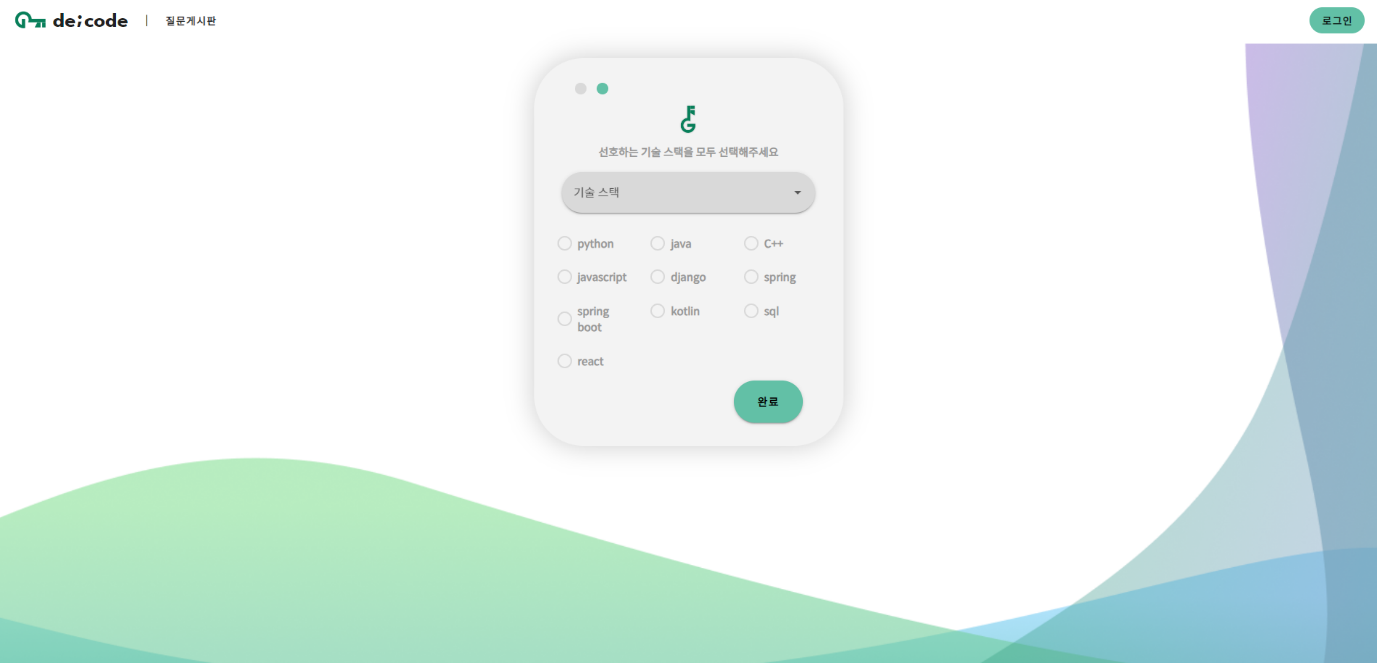 de;code | 질문게시판 로그인
선호하는 기술 스택을 모두 선택해주세요
기술 스택
python java C++
javascript django spring
spring boot kotlin sql
react
완료